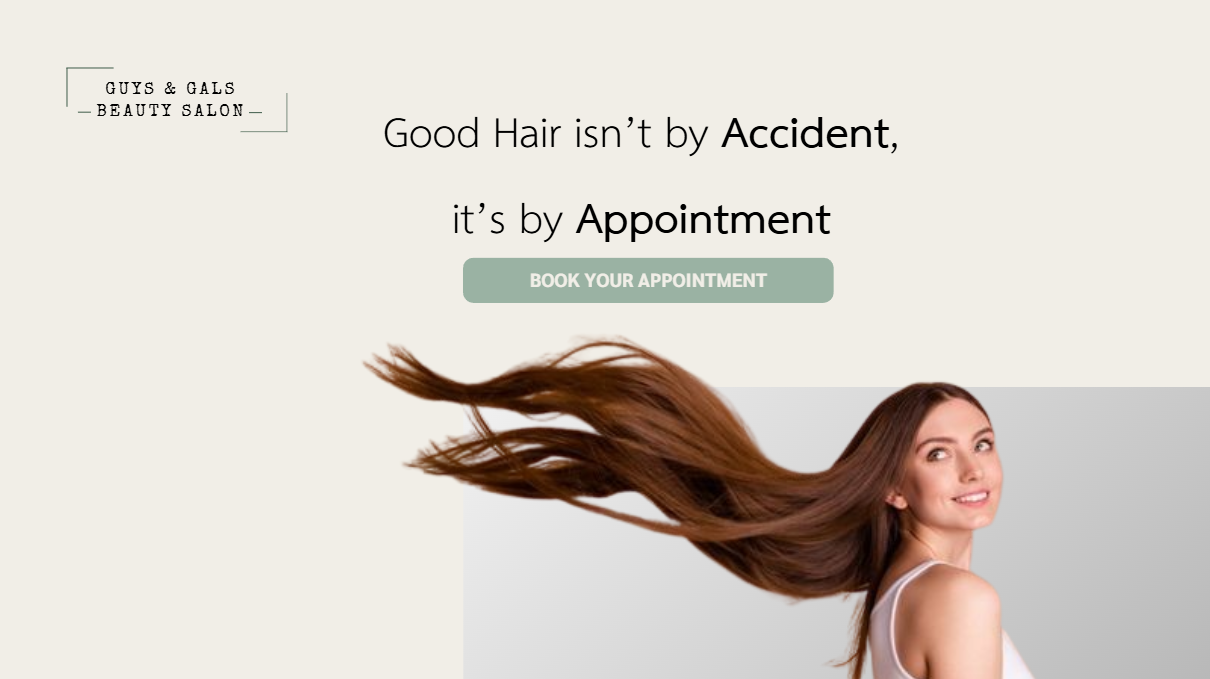 GUYS & GALS
BEAUTY SALON
Good Hair isn’t by Accident,
it’s by Appointment
BOOK YOUR APPOINTMENT